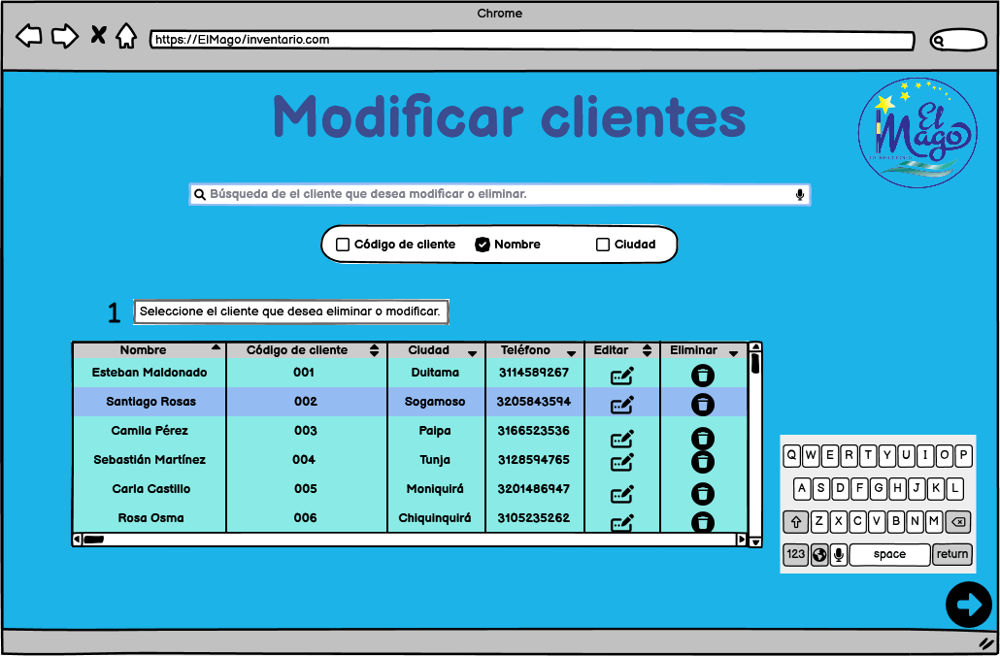 Chrome
https://ElMago/inventario.com
Modificar clientes
El
Mago
Búsqueda de el cliente que desea modificar o eliminar.
Código de cliente Nombre Ciudad
1 Seleccione el cliente que desea eliminar o modificar.
Nombre Código de cliente Ciudad Teléfono Editar Eliminar
Esteban Maldonado 001 Duitama 3114589267
Santiago Rosas 002 Sogamoso 3205843594
Camila Pérez 003 Paipa 3166523536
Sebastián Martínez 004 Tunja 3128594765
Carla Castillo 005 Moniquirá 3201486947
Rosa Osma 006 Chiquinquirá 3105235262
Q W E R T Y U I O P
A S D F G H J K L
Z X C V B N M
123 space return